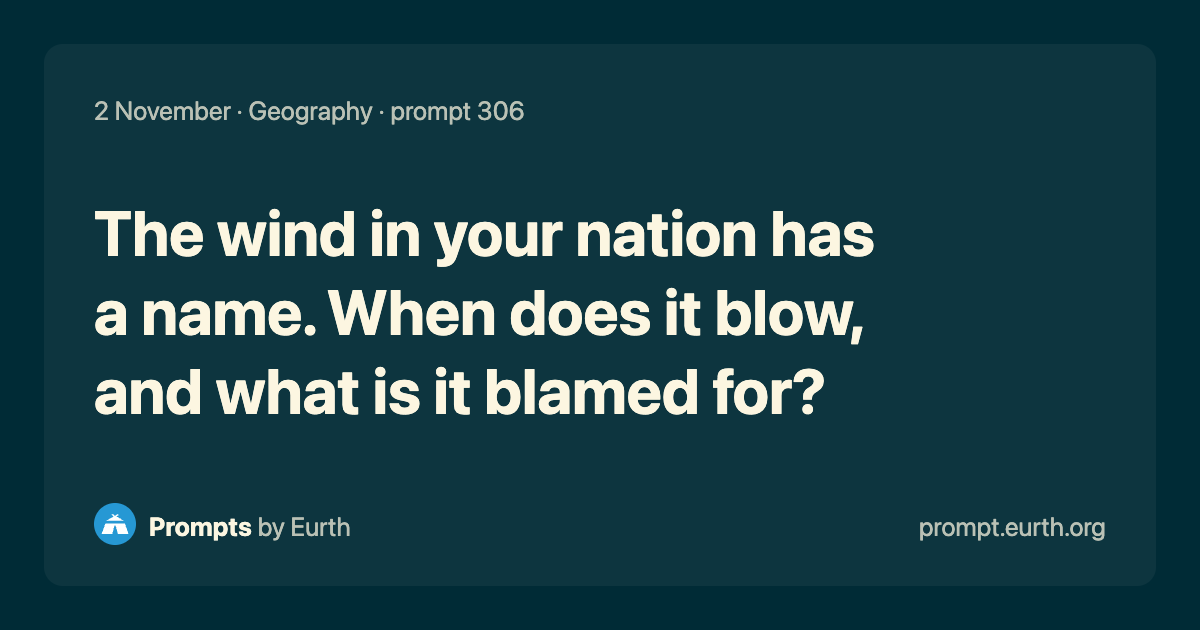 2 November · Geography · prompt 306
The wind in your nation has
a name. When does it blow,
and what is it blamed for?
Prompts by Eurth
prompt.eurth.org